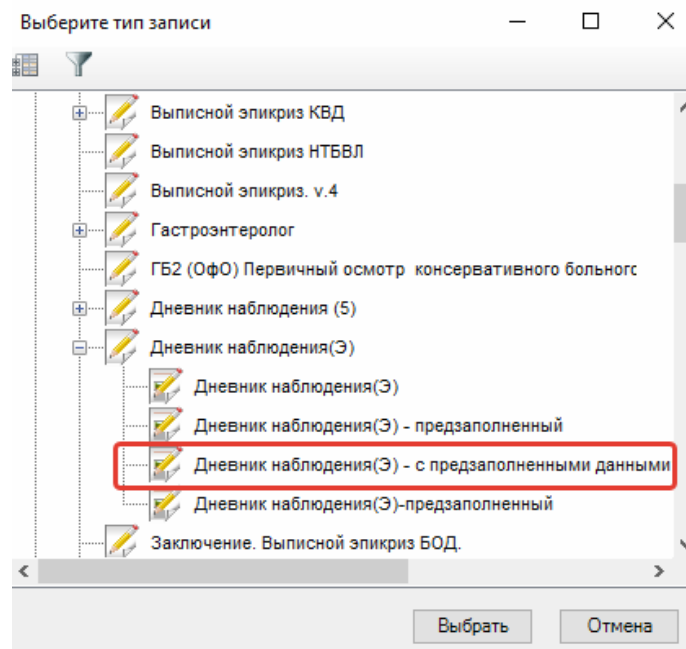 Выберите тип записи
Выписной эпикриз КВД
Выписной эпикриз НТБВЛ
Выписной эпикриз. v.4
Гастроэнтеролог
ГБ2 (ОфО) Первичный осмотр консервативного больногс
Дневник наблюдения (5)
Дневник наблюдения(Э)
Дневник наблюдения(Э)
Дневник наблюдения(Э) - предзаполненный
Дневник наблюдения(Э) - с предзаполненными данными
Дневник наблюдения(Э)-предзаполненный
Заключение. Выписной эпикриз БОД.
Выбрать Отмена